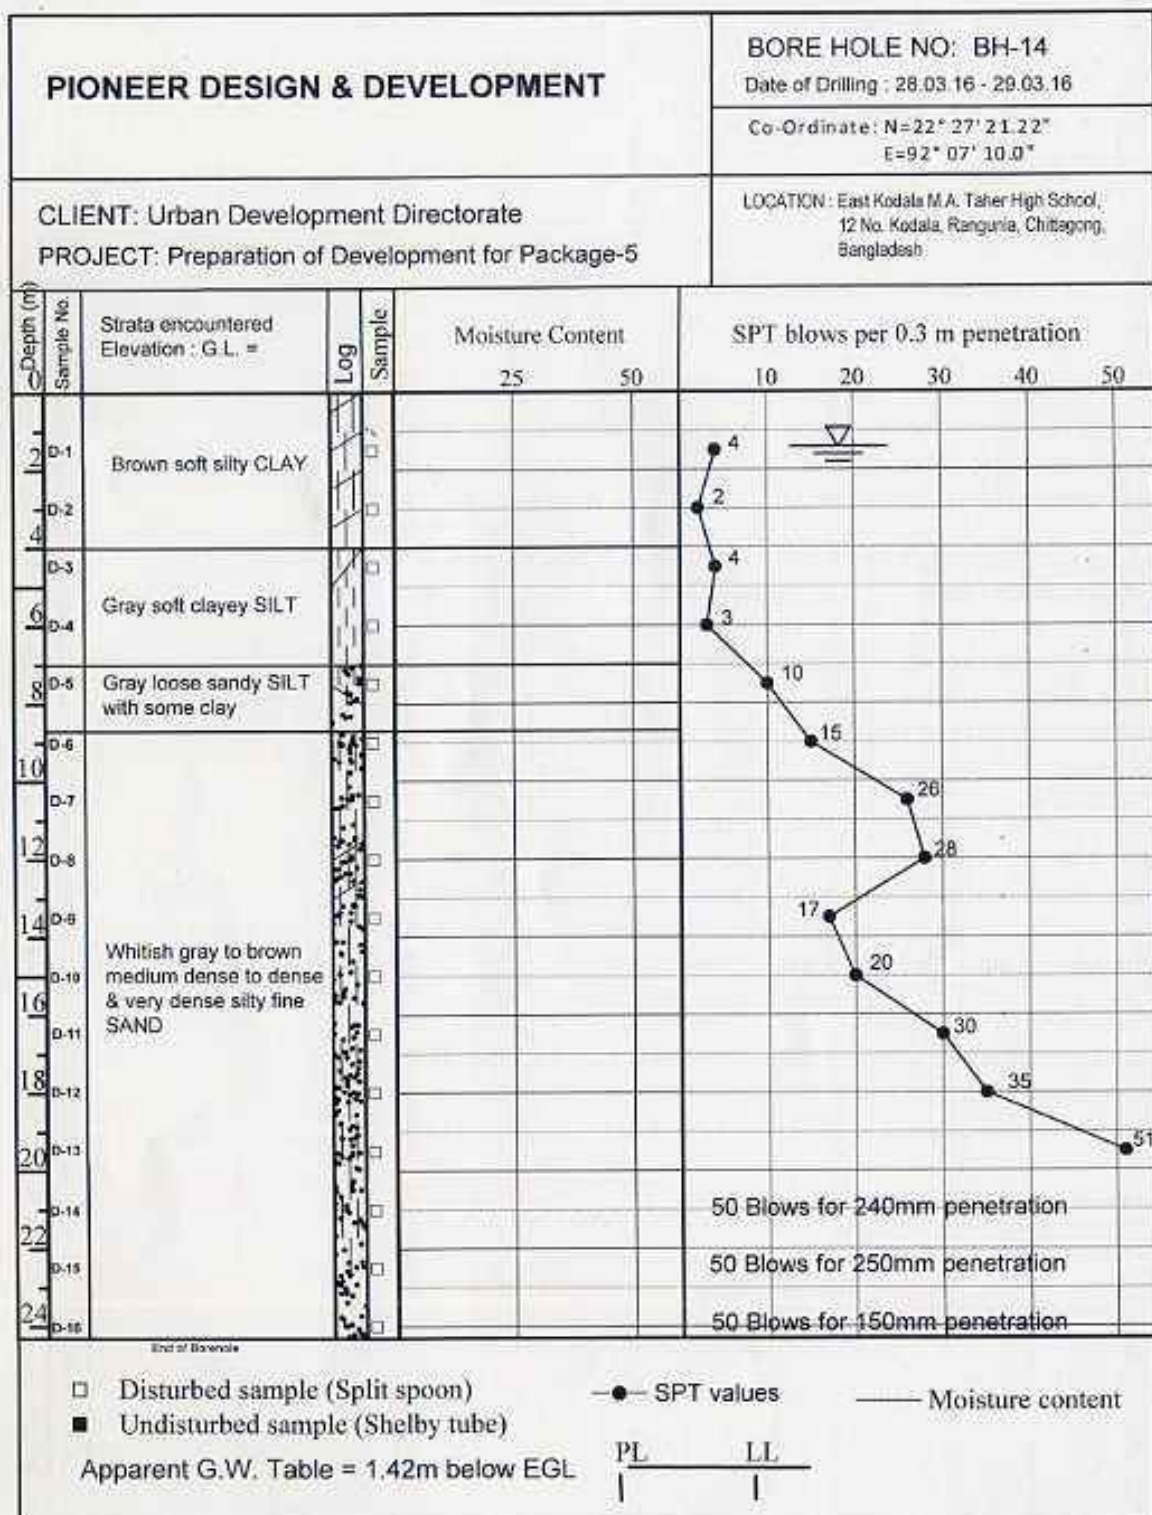 PIONEER DESIGN & DEVELOPMENT
BORE HOLE NO: BH-14
Date of Drilling : 28.03.16 - 29.03.16
Co-Ordinate: N=22° 27' 21.22"
E=92° 07' 10.0"
CLIENT: Urban Development Directorate
PROJECT: Preparation of Development for Package-5
LOCATION : East Kodala M.A. Taher High School,
12 No. Kodala, Rangunia, Chittagong,
Bangladesh
Depth (m)
Sample No.
Strata encountered
Elevation : G.L. =
Log
Sample
Moisture Content
SPT blows per 0.3 m penetration
0
25 50
10 20 30 40 50
2 D-1 4
Brown soft silty CLAY
D-2 2
4
D-3 4
Gray soft clayey SILT
6 D-4 3
D-5 Gray loose sandy SILT 10
8 with some clay
D-6 15
10
D-7 26
12
D-8 28
14 D-9 17
Whitish gray to brown
D-10 medium dense to dense 20
16 & very dense silty fine
D-11 SAND 30
18
D-12 35
20 D-13 51
D-14 50 Blows for 240mm penetration
22
D-15 50 Blows for 250mm penetration
24
D-16 50 Blows for 150mm penetration
End of Borehole
Disturbed sample (Split spoon)
SPT values
Moisture content
Undisturbed sample (Shelby tube)
Apparent G.W. Table = 1.42m below EGL
PL LL